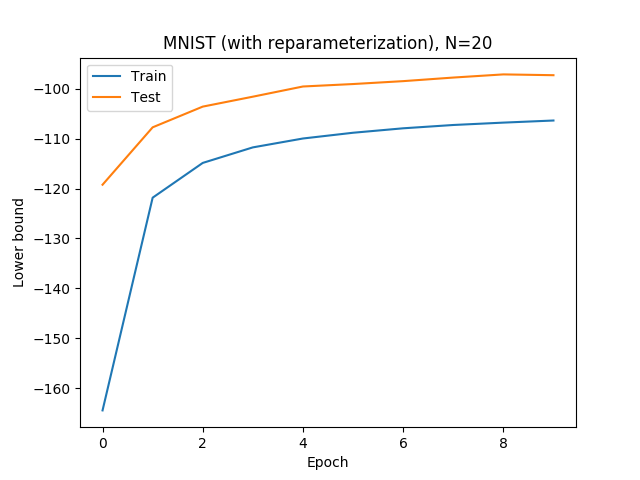 MNIST (with reparameterization), N=20
Train
Test
−100
−110
−120
−130
−140
−150
−160
Lower bound
0 2 4 6 8
Epoch